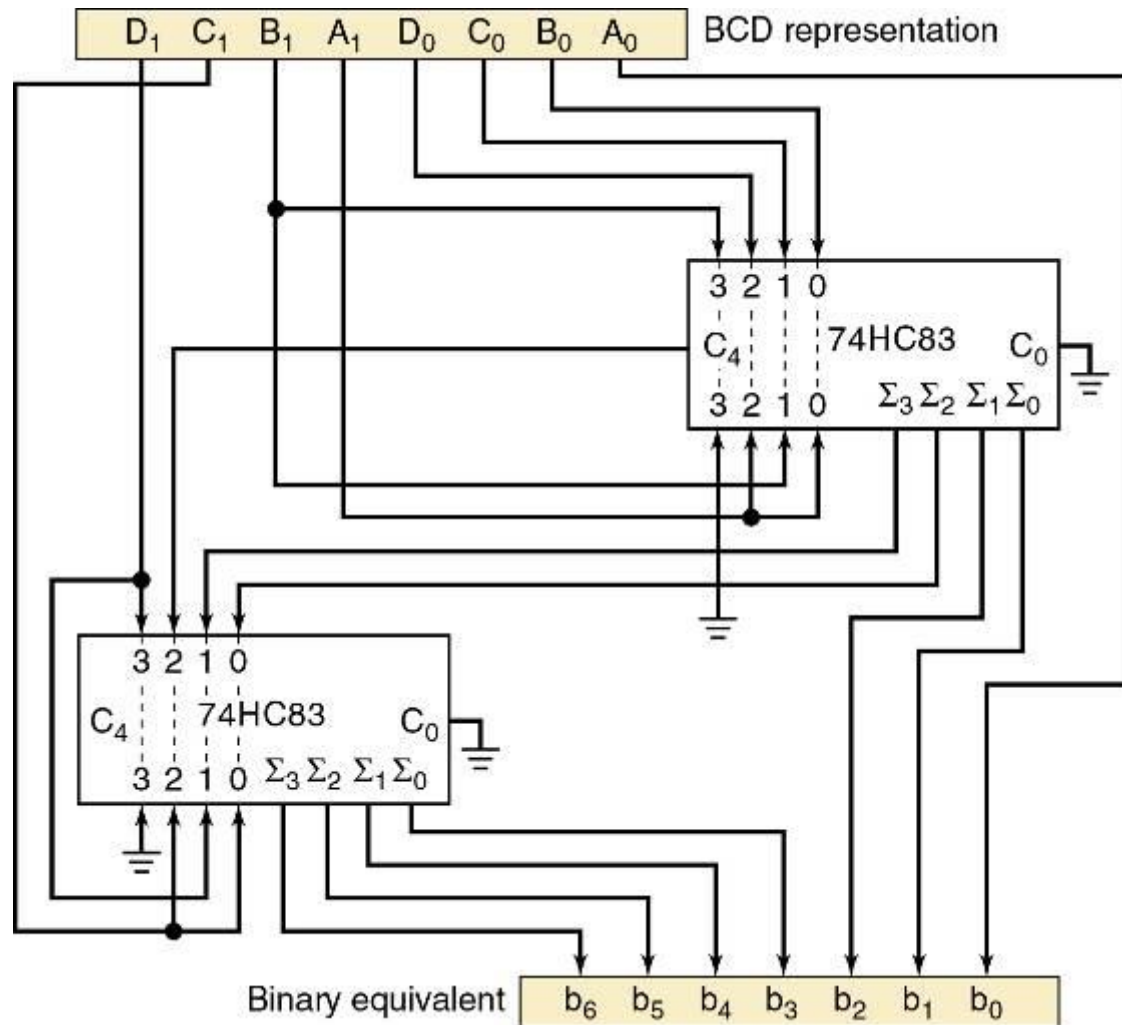 D₁ C₁ B₁ A₁ D₀ C₀ B₀ A₀ BCD representation
3 2 1 0
C₄ 74HC83 C₀
3 2 1 0 Σ₃ Σ₂ Σ₁ Σ₀
3 2 1 0
C₄ 74HC83 C₀
3 2 1 0 Σ₃ Σ₂ Σ₁ Σ₀
Binary equivalent b₆ b₅ b₄ b₃ b₂ b₁ b₀